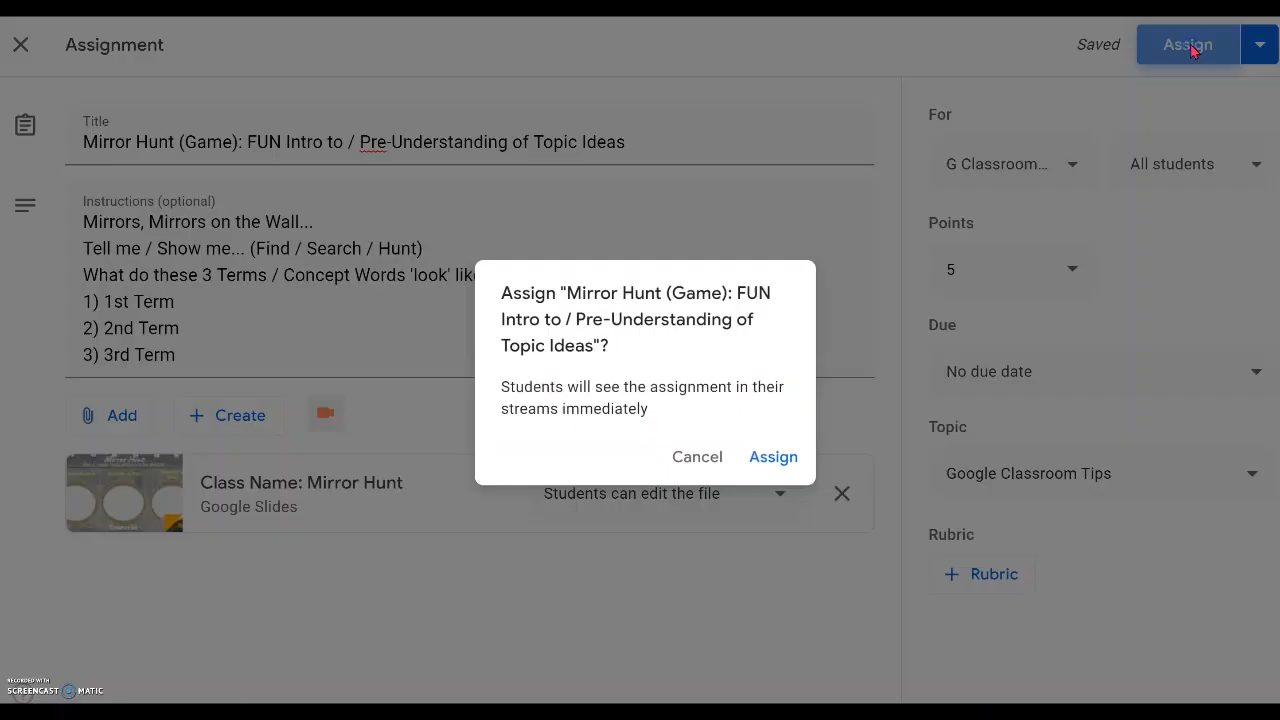 Assignment
Saved
Assign
Title
Mirror Hunt (Game): FUN Intro to / Pre-Understanding of Topic Ideas
Instructions (optional)
Mirrors, Mirrors on the Wall...
Tell me / Show me... (Find / Search / Hunt)
What do these 3 Terms / Concept Words 'look' lik
1) 1st Term
2) 2nd Term
3) 3rd Term
Add
Create
Class Name: Mirror Hunt
Google Slides
Students can edit the file
Assign "Mirror Hunt (Game): FUN
Intro to / Pre-Understanding of
Topic Ideas"?
Students will see the assignment in their
streams immediately
Cancel
Assign
For
G Classroom...
All students
Points
5
Due
No due date
Topic
Google Classroom Tips
Rubric
Rubric
RECORDED WITH
SCREENCAST MATIC